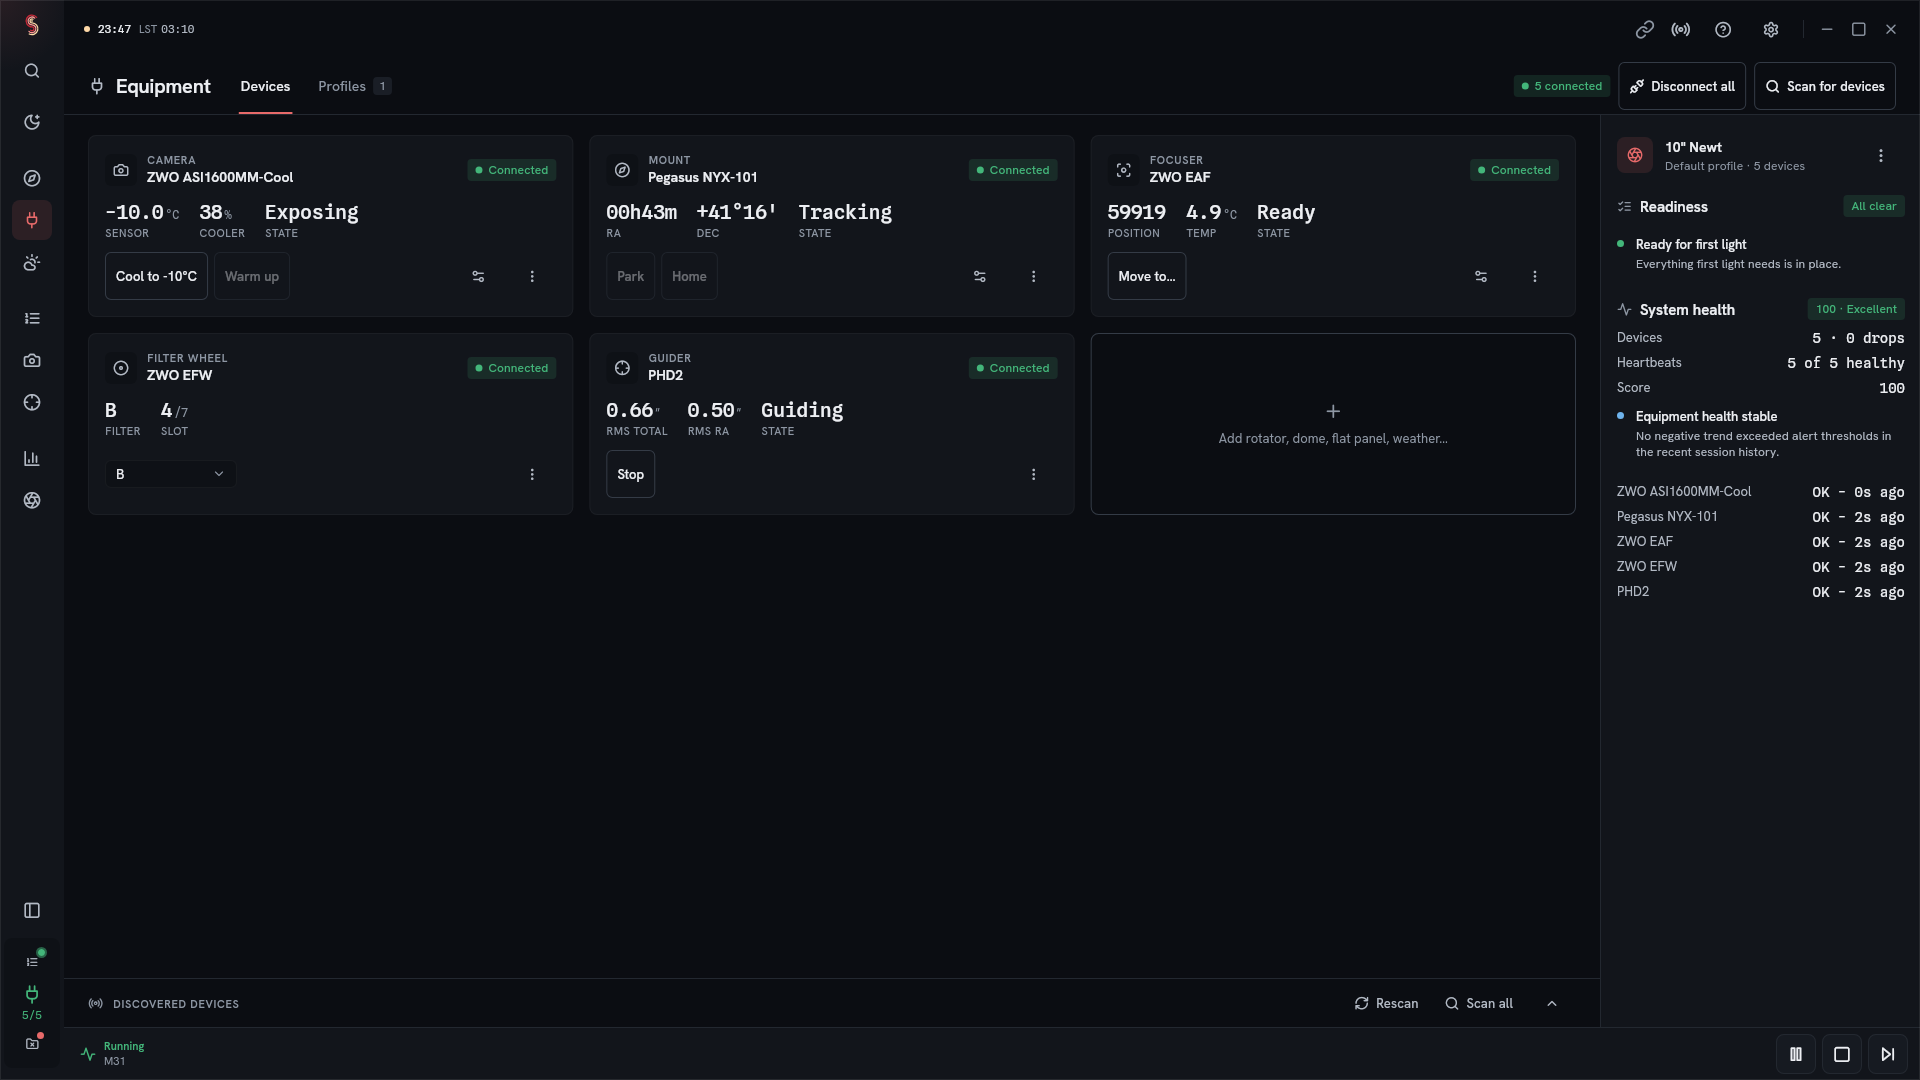 23:47 LST 03:10
Equipment
Devices
Profiles 1
5 connected
Disconnect all
Scan for devices
CAMERA
ZWO ASI1600MM-Cool
Connected
-10.0°C 38% Exposing
SENSOR COOLER STATE
Cool to -10°C Warm up
MOUNT
Pegasus NYX-101
Connected
00h43m +41°16' Tracking
RA DEC STATE
Park Home
FOCUSER
ZWO EAF
Connected
59919 4.9°C Ready
POSITION TEMP STATE
Move to...
FILTER WHEEL
ZWO EFW
Connected
B 4/7
FILTER SLOT
B
GUIDER
PHD2
Connected
0.66″ 0.50″ Guiding
RMS TOTAL RMS RA STATE
Stop
Add rotator, dome, flat panel, weather...
10" Newt
Default profile · 5 devices
Readiness All clear
Ready for first light
Everything first light needs is in place.
System health 100 · Excellent
Devices 5 · 0 drops
Heartbeats 5 of 5 healthy
Score 100
Equipment health stable
No negative trend exceeded alert thresholds in
the recent session history.
ZWO ASI1600MM-Cool OK - 0s ago
Pegasus NYX-101 OK - 2s ago
ZWO EAF OK - 2s ago
ZWO EFW OK - 2s ago
PHD2 OK - 2s ago
5/5
DISCOVERED DEVICES
Rescan
Scan all
Running
M31